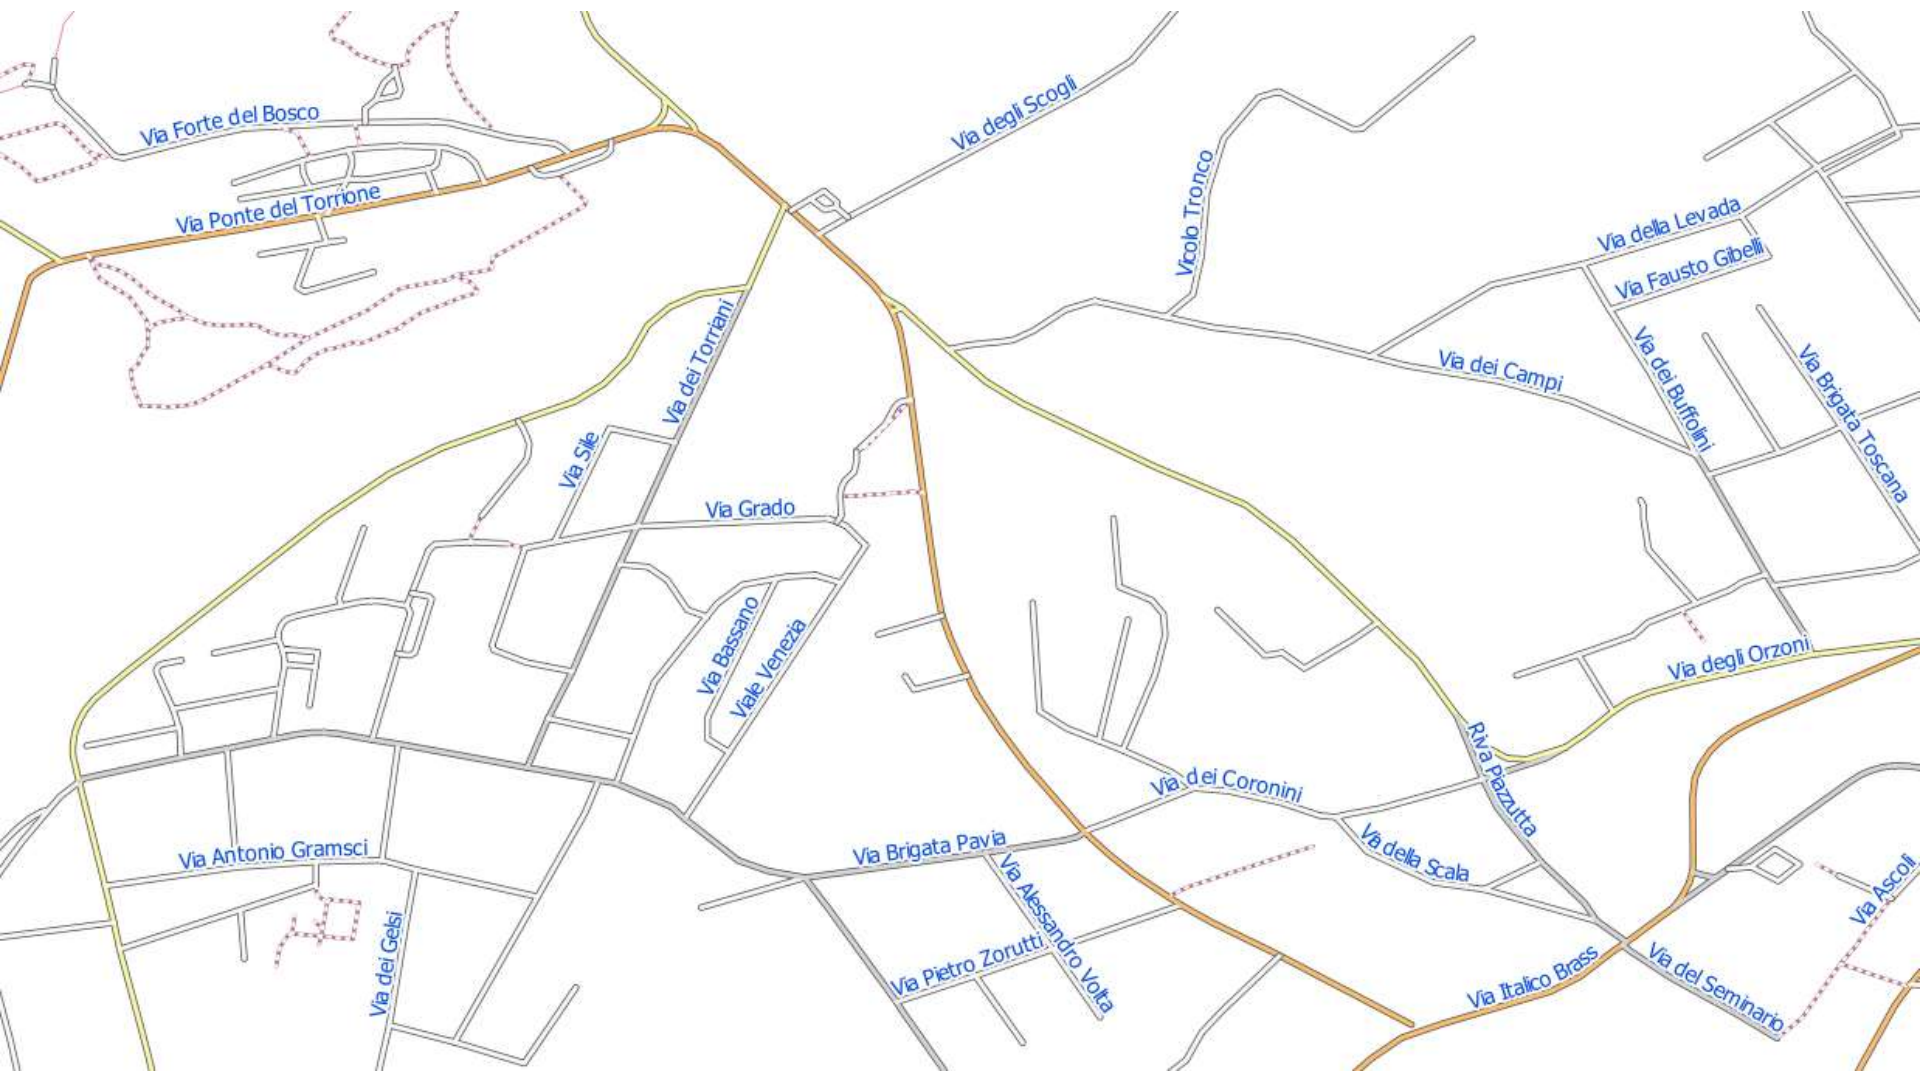 Via degli Scogli
Via Forte del Bosco
Vicolo Tronco
Via Ponte del Torrione
Via della Levada
Via Fausto Gibelli
Via dei Torriani
Via dei Campi
Via dei Buffolini
Via Brigata Toscana
Via Sile
Via Grado
Via Bassano
Viale Venezia
Via degli Orzoni
Riva Piazzutta
Via dei Coronini
Via Brigata Pavia
Via Antonio Gramsci
Via della Scala
Via Alessandro Volta
Via Ascoli
Via dei Gelsi
Via Pietro Zorutti
Via Italico Brass
Via del Seminario